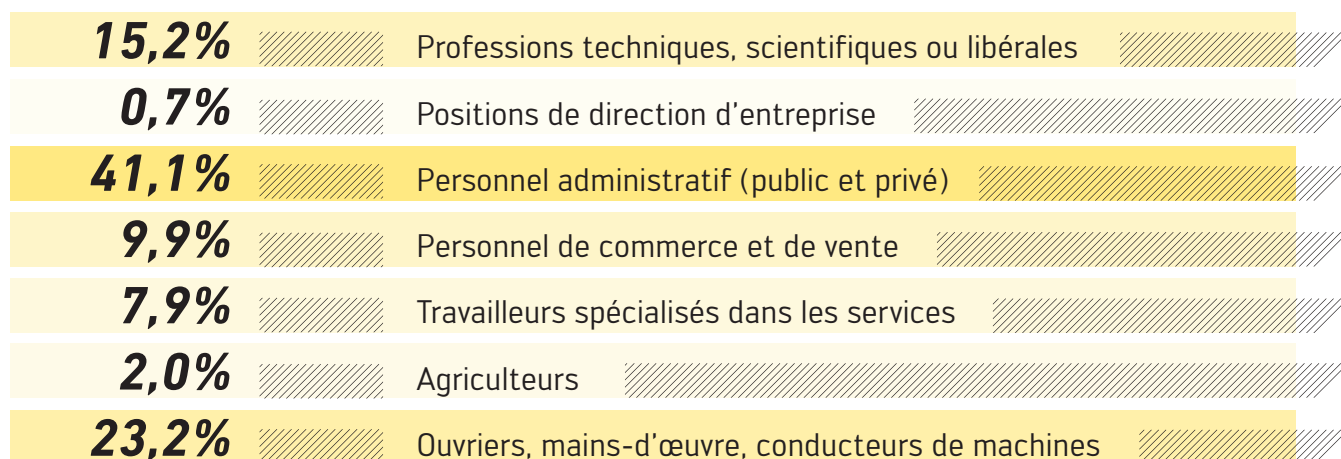 15,2% Professions techniques, scientifiques ou libérales
0,7% Positions de direction d'entreprise
41,1% Personnel administratif (public et privé)
9,9% Personnel de commerce et de vente
7,9% Travailleurs spécialisés dans les services
2,0% Agriculteurs
23,2% Ouvriers, mains-d'œuvre, conducteurs de machines